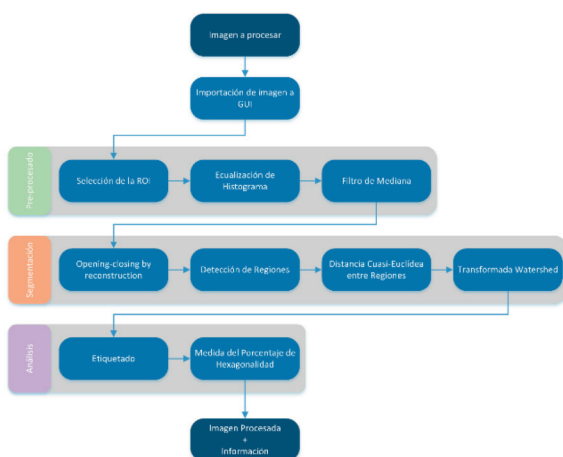 Imagen a procesar
Importación de imagen a
GUI
Pre-procesado
Selección de la ROI
Ecualización de
Histograma
Filtro de Mediana
Segmentación
Opening-closing by
reconstruction
Detección de Regiones
Distancia Cuasi-Euclídea
entre Regiones
Transformada Watershed
Análisis
Etiquetado
Medida del Porcentaje de
Hexagonalidad
Imagen Procesada
+
Información